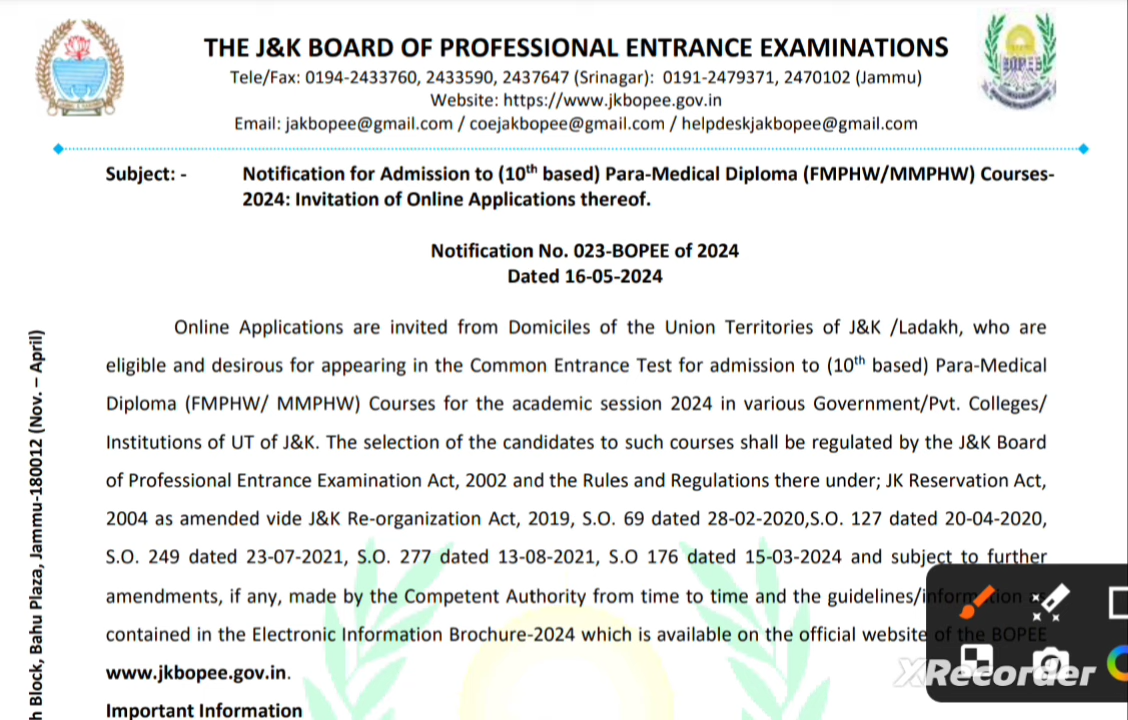 THE J&K BOARD OF PROFESSIONAL ENTRANCE EXAMINATIONS
Tele/Fax: 0194-2433760, 2433590, 2437647 (Srinagar): 0191-2479371, 2470102 (Jammu)
Website: https://www.jkbopee.gov.in
Email: jakbopee@gmail.com / coejakbopee@gmail.com / helpdeskjakbopee@gmail.com
BOPEE
Subject: - Notification for Admission to (10th based) Para-Medical Diploma (FMPHW/MMPHW) Courses-
2024: Invitation of Online Applications thereof.
Notification No. 023-BOPEE of 2024
Dated 16-05-2024
Online Applications are invited from Domiciles of the Union Territories of J&K /Ladakh, who are
eligible and desirous for appearing in the Common Entrance Test for admission to (10th based) Para-Medical
Diploma (FMPHW/ MMPHW) Courses for the academic session 2024 in various Government/Pvt. Colleges/
Institutions of UT of J&K. The selection of the candidates to such courses shall be regulated by the J&K Board
of Professional Entrance Examination Act, 2002 and the Rules and Regulations there under; JK Reservation Act,
2004 as amended vide J&K Re-organization Act, 2019, S.O. 69 dated 28-02-2020,S.O. 127 dated 20-04-2020,
S.O. 249 dated 23-07-2021, S.O. 277 dated 13-08-2021, S.O 176 dated 15-03-2024 and subject to further
amendments, if any, made by the Competent Authority from time to time and the guidelines/information as
contained in the Electronic Information Brochure-2024 which is available on the official website of the BOPEE
www.jkbopee.gov.in.
Important Information
h Block, Bahu Plaza, Jammu-180012 (Nov. – April)
XRecorder